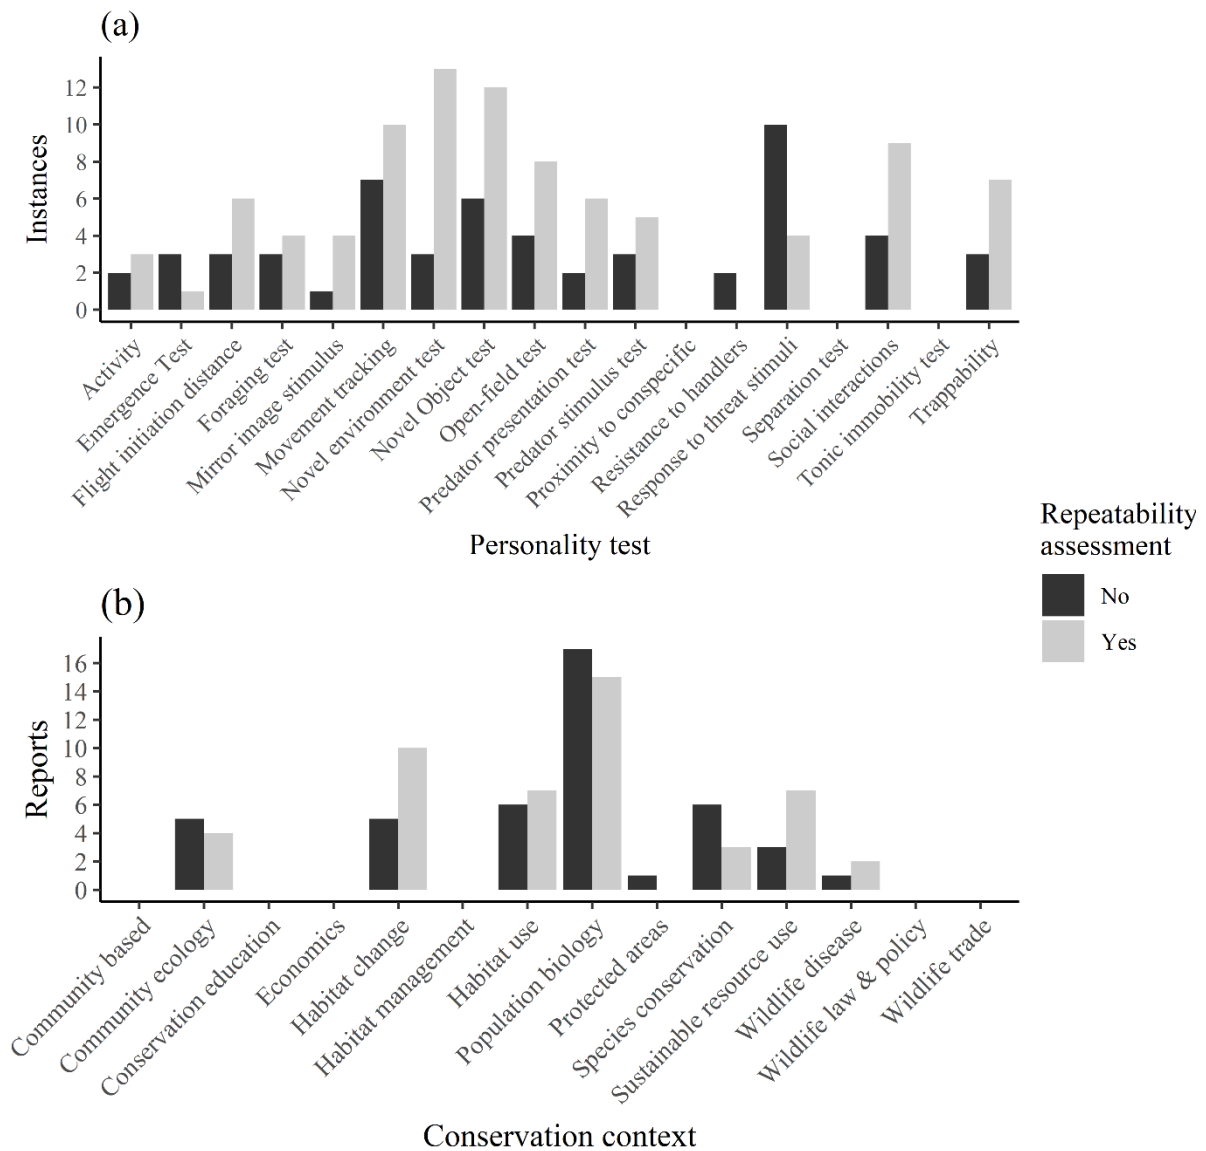 (a)
Instances
12
10
8
6
4
2
0
Activity
Emergence Test
Flight initiation distance
Foraging test
Mirror image stimulus
Movement tracking
Novel environment test
Novel Object test
Open-field test
Predator presentation test
Predator stimulus test
Proximity to conspecific
Resistance to handlers
Response to threat stimuli
Separation test
Social interactions
Tonic immobility test
Trappability
Personality test
Repeatability
assessment
No
Yes
(b)
Reports
16
14
12
10
8
6
4
2
0
Community based
Community ecology
Conservation education
Economics
Habitat change
Habitat management
Habitat use
Population biology
Protected areas
Species conservation
Sustainable resource use
Wildlife disease
Wildlife law & policy
Wildlife trade
Conservation context